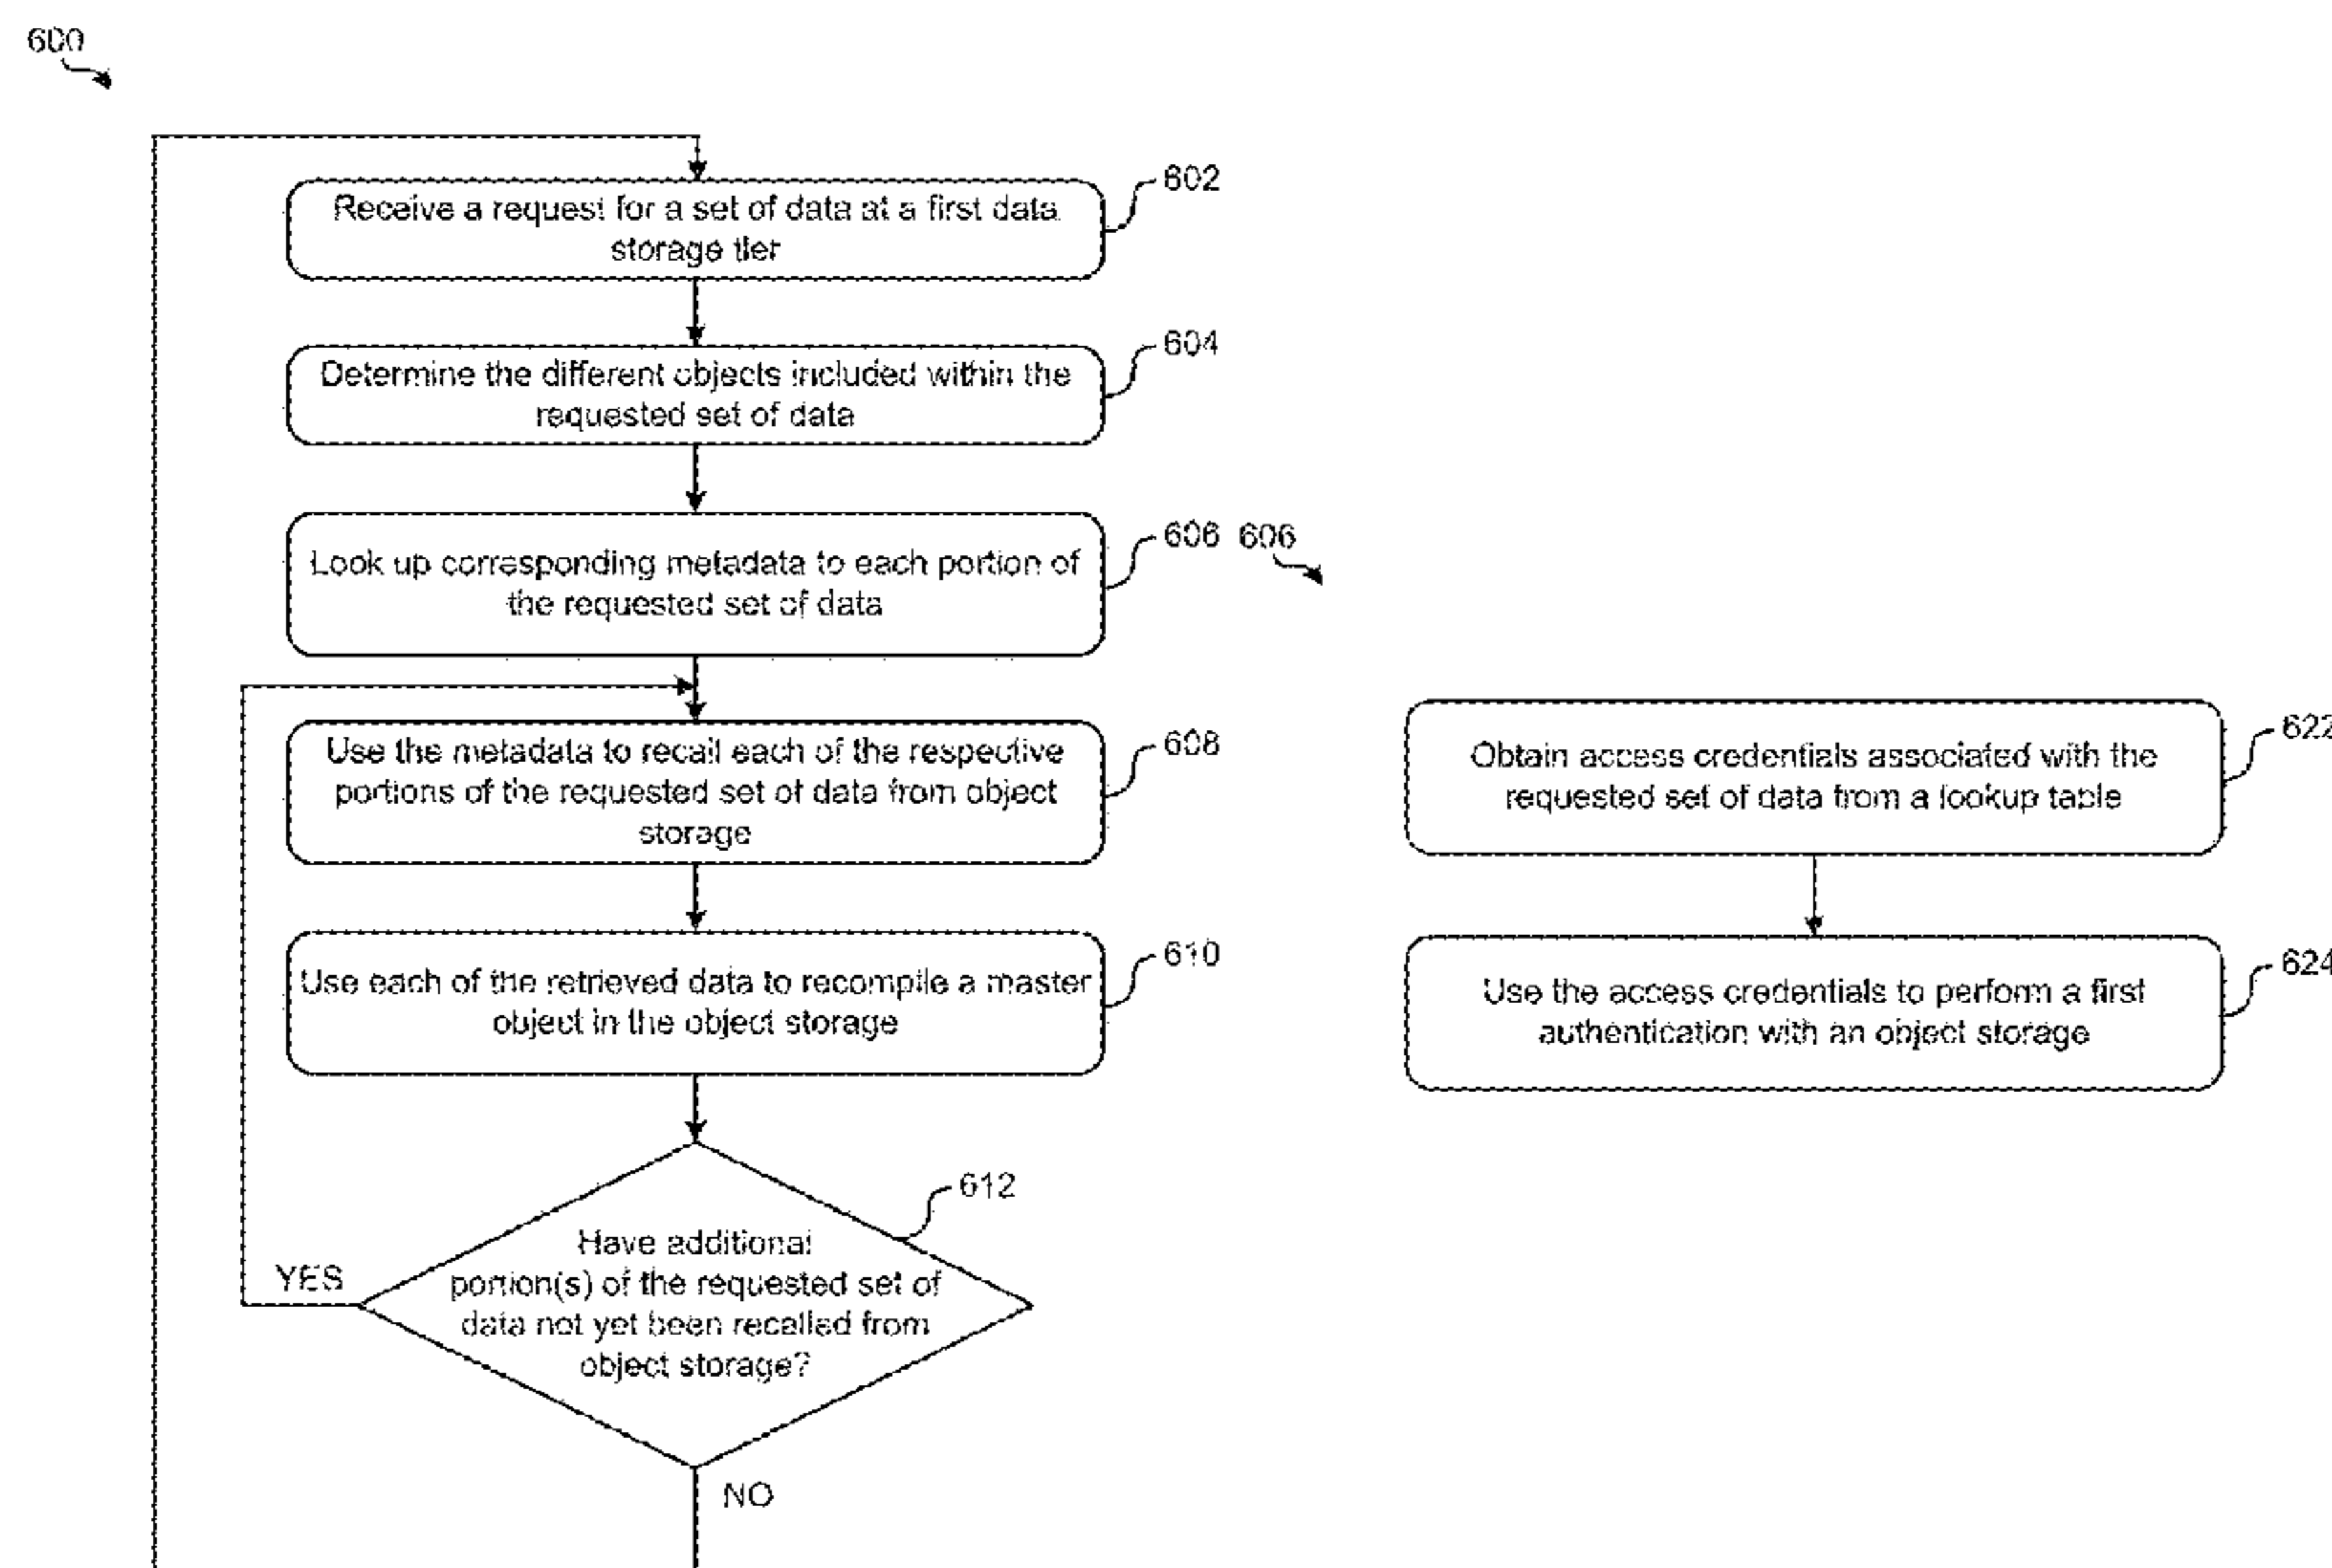 600
602
Receive a request for a set of data at a first data
storage tier
604
Determine the different objects included within the
requested set of data
606
Look up corresponding metadata to each portion of
the requested set of data
608
Use the metadata to recall each of the respective
portions of the requested set of data from object
storage
610
Use each of the retrieved data to recompile a master
object in the object storage
612
Have additional
portion(s) of the requested set of
data not yet been recalled from
object storage?
YES
NO
606
622
Obtain access credentials associated with the
requested set of data from a lookup table
624
Use the access credentials to perform a first
authentication with an object storage